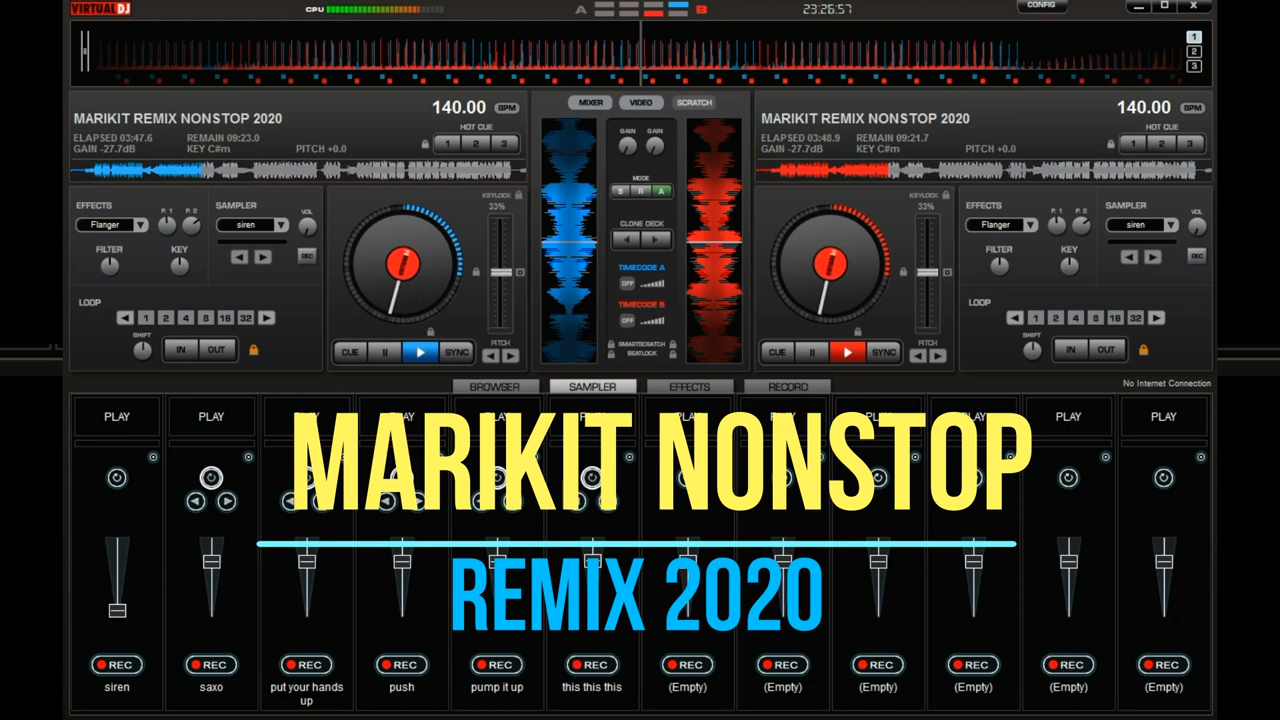 VIRTUAL DJ
CPU
A
B
23:26:57
CONFIG
1
2
3
MARIKIT REMIX NONSTOP 2020
140.00 BPM
ELAPSED 03:47.6 REMAIN 09:23.0
GAIN -27.7dB KEY C#m PITCH +0.0
HOT CUE
1 2 3
MIXER VIDEO SCRATCH
MARIKIT REMIX NONSTOP 2020
140.00 BPM
ELAPSED 03:48.9 REMAIN 09:21.7
GAIN -27.7dB KEY C#m PITCH +0.0
HOT CUE
1 2 3
EFFECTS
Flanger
P. 1 P. 2
SAMPLER
siren
VOL
REC
FILTER KEY
LOOP
1 2 4 8 16 32
SHIFT
IN OUT
KEYLOCK
33%
CUE II SYNC
PITCH
GAIN GAIN
MODE
S R A
CLONE DECK
TIMECODE A
OFF
TIMECODE B
OFF
SMARTSCRATCH
BEATLOCK
KEYLOCK
33%
CUE II SYNC
PITCH
EFFECTS
Flanger
P. 1 P. 2
SAMPLER
siren
VOL
REC
FILTER KEY
LOOP
1 2 4 8 16 32
SHIFT
IN OUT
BROWSER SAMPLER EFFECTS RECORD
No Internet Connection
PLAY PLAY PLAY PLAY
MARIKIT NONSTOP
REMIX 2020
REC REC REC REC REC REC REC REC REC REC REC REC
siren saxo put your hands up push pump it up this this this (Empty) (Empty) (Empty) (Empty) (Empty) (Empty)